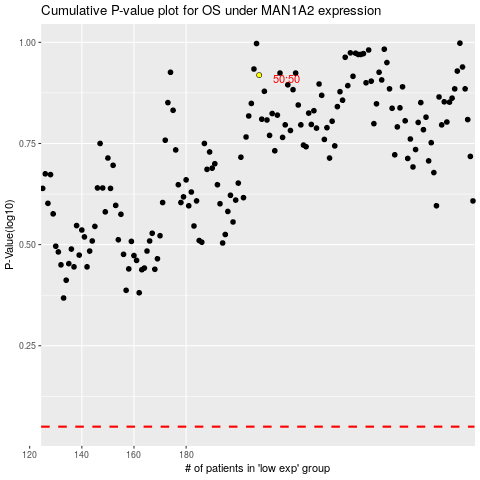 Cumulative P-value plot for OS under MAN1A2 expression
P-Value(log10)
1.00
0.75
0.50
0.25
50:50
120 140 160 180
# of patients in 'low exp' group